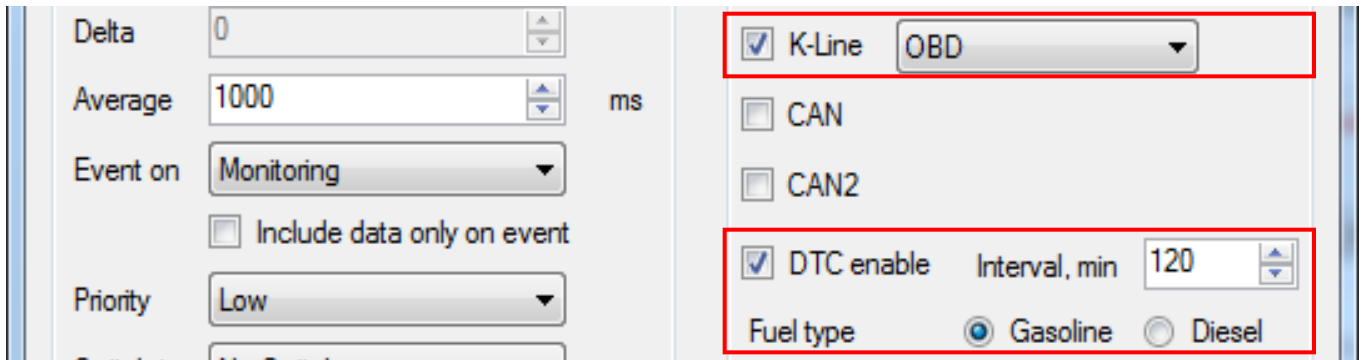 Delta 0
Average 1000 ms
Event on Monitoring
Include data only on event
Priority Low
K-Line OBD
CAN
CAN2
DTC enable Interval, min 120
Fuel type Gasoline Diesel